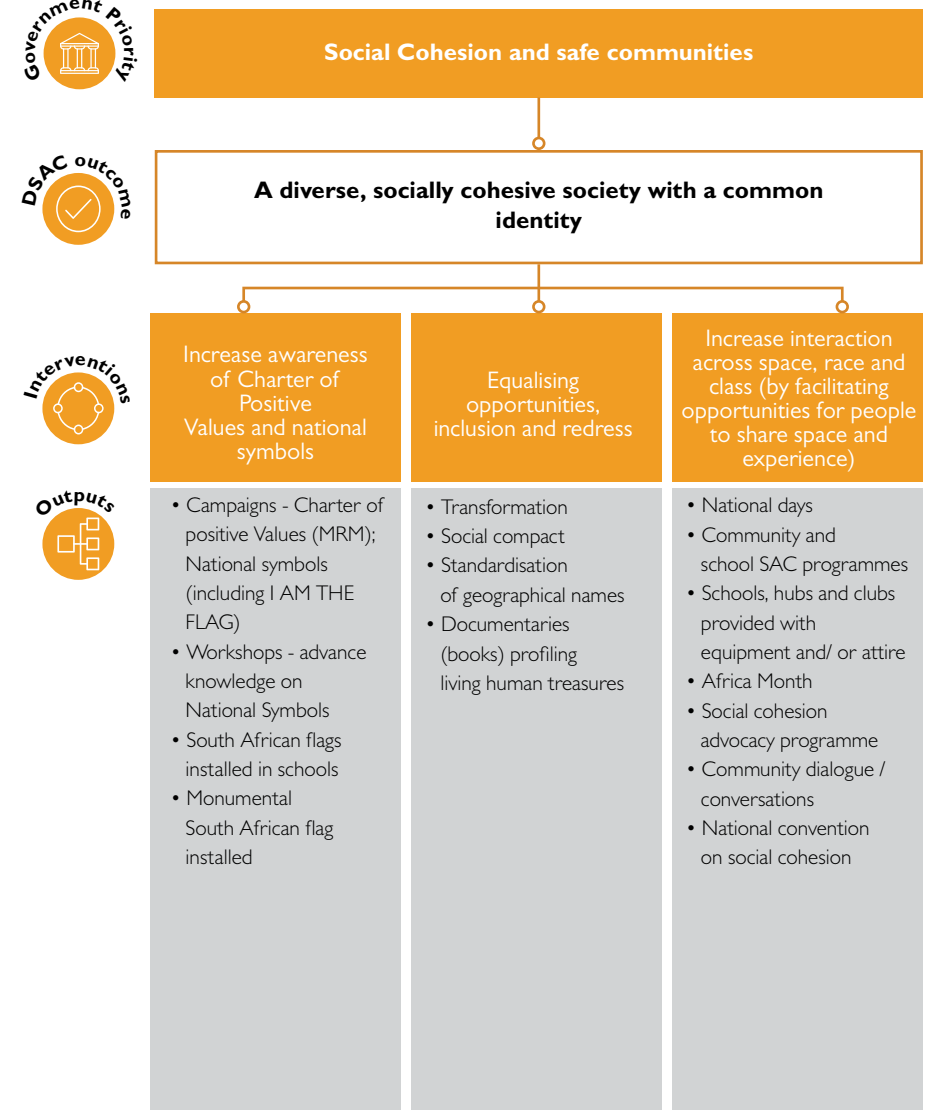 Government Priority
Social Cohesion and safe communities
DSAC outcome
A diverse, socially cohesive society with a common
identity
Interventions
Increase awareness
of Charter of
Positive
Values and national
symbols
Equalising
opportunities,
inclusion and redress
Increase interaction
across space, race and
class (by facilitating
opportunities for people
to share space and
experience)
Outputs
• Campaigns - Charter of
positive Values (MRM);
National symbols
(including I AM THE
FLAG)
• Workshops - advance
knowledge on
National Symbols
• South African flags
installed in schools
• Monumental
South African flag
installed
• Transformation
• Social compact
• Standardisation
of geographical names
• Documentaries
(books) profiling
living human treasures
• National days
• Community and
school SAC programmes
• Schools, hubs and clubs
provided with
equipment and/ or attire
• Africa Month
• Social cohesion
advocacy programme
• Community dialogue /
conversations
• National convention
on social cohesion